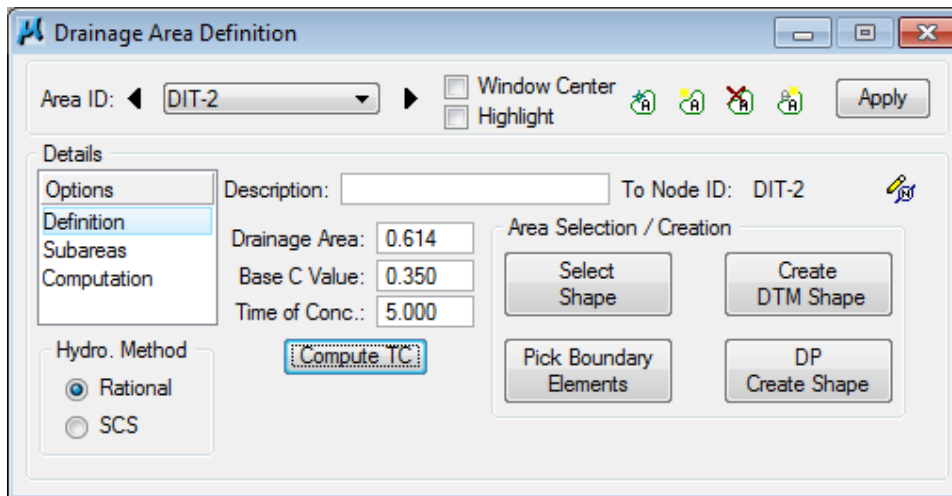 Drainage Area Definition
Area ID: DIT-2 Window Center
Highlight
Apply
Details
Options
Definition
Subareas
Computation
Description: To Node ID: DIT-2
Drainage Area: 0.614
Base C Value: 0.350
Time of Conc.: 5.000
Compute TC
Area Selection / Creation
Select
Shape
Create
DTM Shape
Pick Boundary
Elements
DP
Create Shape
Hydro. Method
Rational
SCS